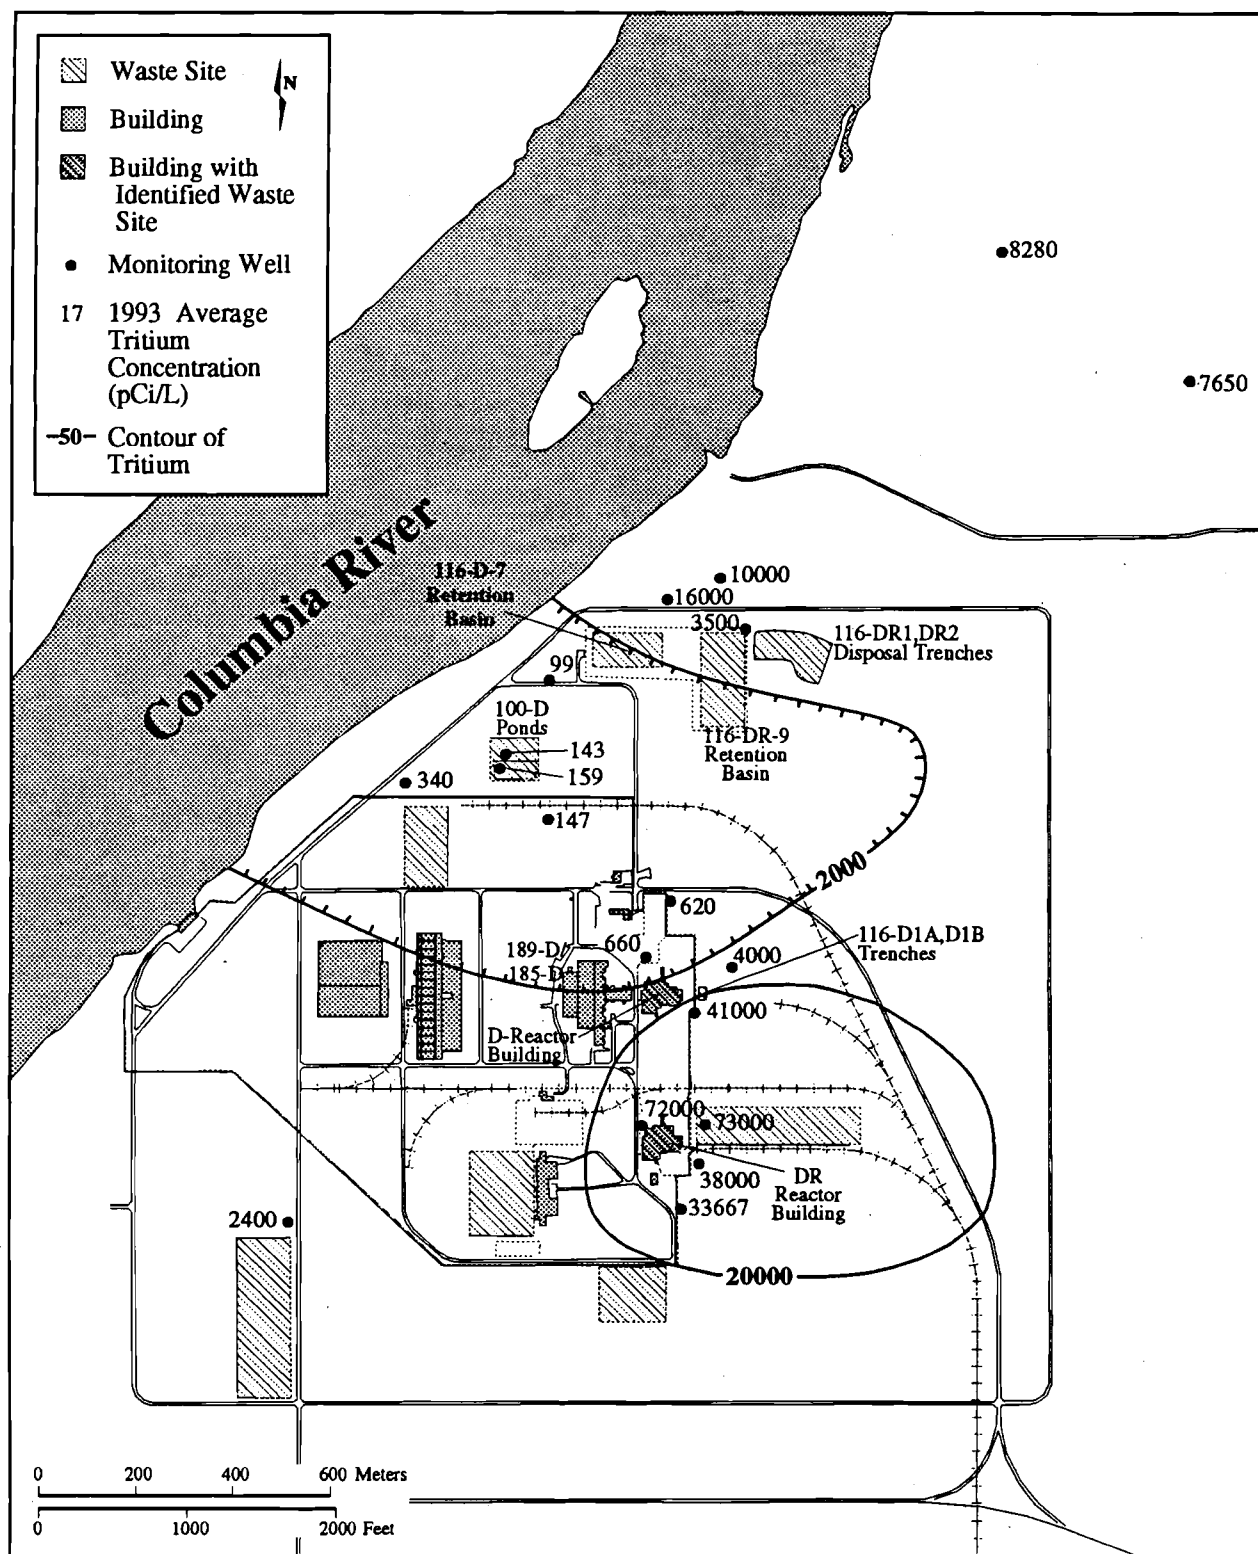 Waste Site
N
Building
Building with
Identified Waste
Site
Monitoring Well
17 1993 Average
Tritium
Concentration
(pCi/L)
-50- Contour of
Tritium
8280
7650
Columbia River
116-D-7
Retention
Basin
10000
16000
3500
116-DR1,DR2
Disposal Trenches
99
100-D
Ponds
143
159
116-DR-9
Retention
Basin
340
147
2000
620
116-D1A,D1B
Trenches
660
4000
189-D
185-D
41000
D-Reactor
Building
72000
73000
38000
DR
Reactor
Building
33667
2400
20000
0 200 400 600 Meters
0 1000 2000 Feet